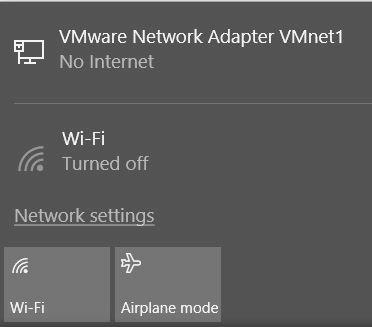 VMware Network Adapter VMnet1
No Internet
Wi-Fi
Turned off
Network settings
Wi-Fi
Airplane mode